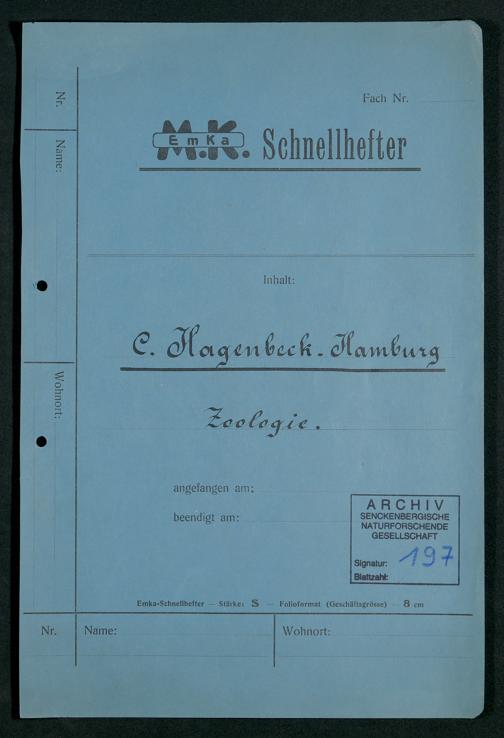 Fach Nr.
M.K. EmKa Schnellhefter
Inhalt:
C. Hagenbeck-Hamburg
Zoologie.
angefangen am:
beendigt am:
ARCHIV
SENCKENBERGISCHE
NATURFORSCHENDE
GESELLSCHAFT
Signatur: 197
Blattzahl:
Emka-Schnellhefter — Stärke: S — Folioformat (Geschäftsgrösse) — 8 cm
Nr. Name: Wohnort:
Nr.
Name:
Wohnort: